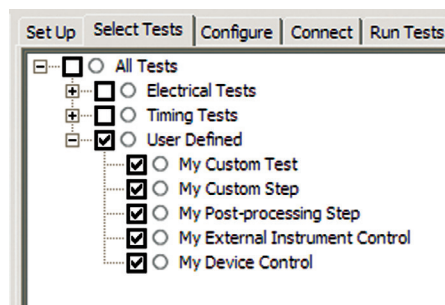 Set Up Select Tests Configure Connect Run Tests
All Tests
Electrical Tests
Timing Tests
User Defined
My Custom Test
My Custom Step
My Post-processing Step
My External Instrument Control
My Device Control